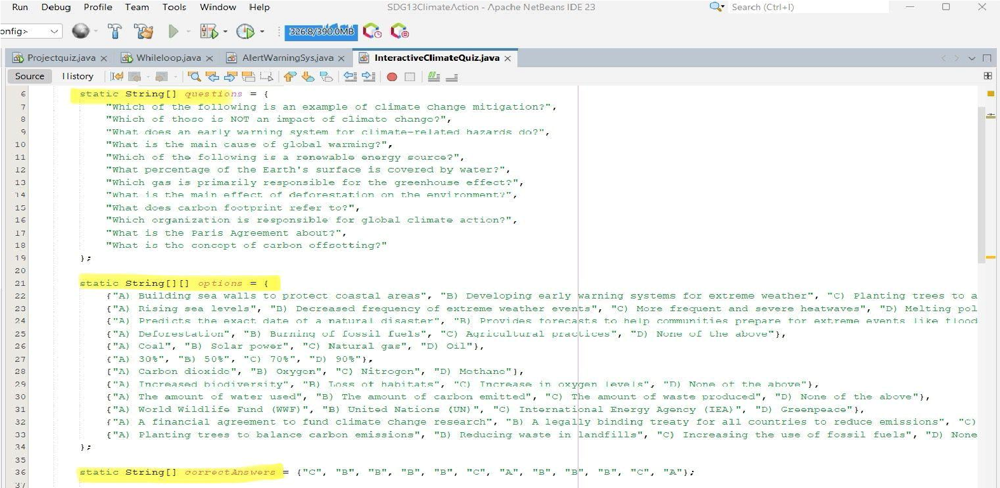 Run Debug Profile Team Tools Window Help SDG13ClimateAction - Apache NetBeans IDE 23 Search (Ctrl+I)
onfig> 326.8/390.0MB
Projectquiz.java Whileloop.java AlertWarningSys.java InteractiveClimateQuiz.java
Source History
6 static String[] questions = {
7 "Which of the following is an example of climate change mitigation?",
8 "Which of these is NOT an impact of climate change?",
9 "What does an early warning system for climate-related hazards do?",
10 "What is the main cause of global warming?",
11 "Which of the following is a renewable energy source?",
12 "What percentage of the Earth's surface is covered by water?",
13 "Which gas is primarily responsible for the greenhouse effect?",
14 "What is the main effect of deforestation on the environment?",
15 "What does carbon footprint refer to?",
16 "Which organization is responsible for global climate action?",
17 "What is the Paris Agreement about?",
18 "What is the concept of carbon offsetting?"
19 };
20
21 static String[][] options = {
22 {"A) Building sea walls to protect coastal areas", "B) Developing early warning systems for extreme weather", "C) Planting trees to a
23 {"A) Rising sea levels", "B) Decreased frequency of extreme weather events", "C) More frequent and severe heatwaves", "D) Melting pol
24 {"A) Predicts the exact date of a natural disaster", "B) Provides forecasts to help communities prepare for extreme events like flood
25 {"A) Deforestation", "B) Burning of fossil fuels", "C) Agricultural practices", "D) None of the above"},
26 {"A) Coal", "B) Solar power", "C) Natural gas", "D) Oil"},
27 {"A) 30%", "B) 50%", "C) 70%", "D) 90%"},
28 {"A) Carbon dioxide", "B) Oxygen", "C) Nitrogen", "D) Methane"},
29 {"A) Increased biodiversity", "B) Loss of habitats", "C) Increase in oxygen levels", "D) None of the above"},
30 {"A) The amount of water used", "B) The amount of carbon emitted", "C) The amount of waste produced", "D) None of the above"},
31 {"A) World Wildlife Fund (WWF)", "B) United Nations (UN)", "C) International Energy Agency (IEA)", "D) Greenpeace"},
32 {"A) A financial agreement to fund climate change research", "B) A legally binding treaty for all countries to reduce emissions", "C)
33 {"A) Planting trees to balance carbon emissions", "B) Reducing waste in landfills", "C) Increasing the use of fossil fuels", "D) None
34 };
35
36 static String[] correctAnswers = {"C", "B", "B", "B", "B", "C", "A", "B", "B", "B", "C", "A"};
37